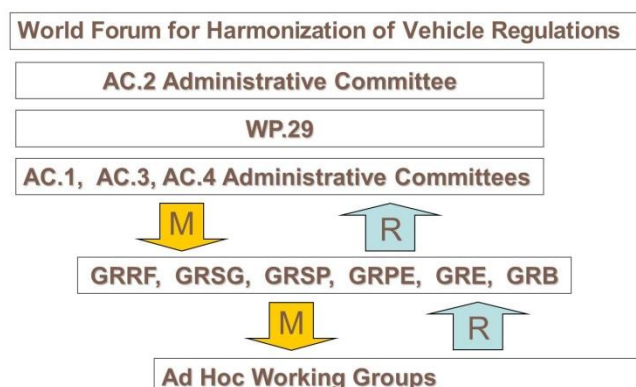 World Forum for Harmonization of Vehicle Regulations
AC.2 Administrative Committee
WP.29
AC.1, AC.3, AC.4 Administrative Committees
M
R
GRRF, GRSG, GRSP, GRPE, GRE, GRB
M
R
Ad Hoc Working Groups